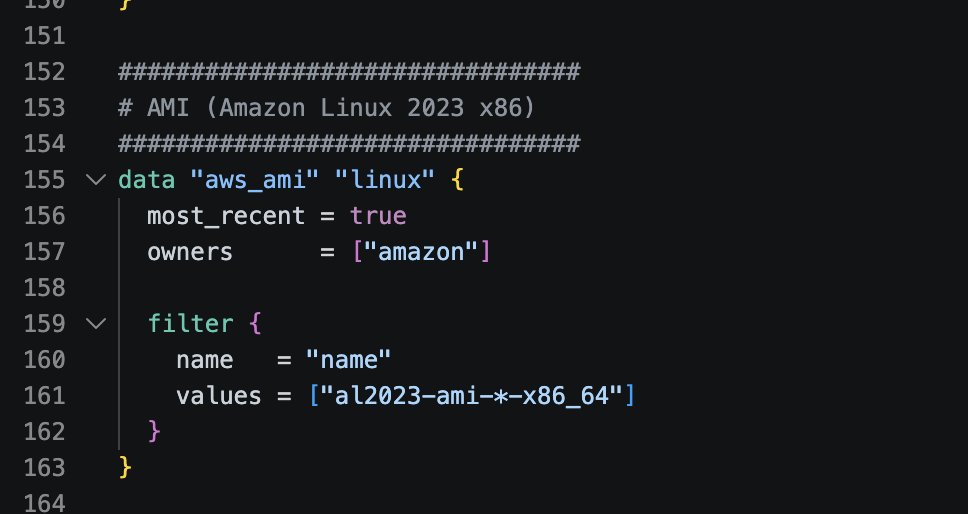 150 }
151
152 ################################
153 # AMI (Amazon Linux 2023 x86)
154 ################################
155 data "aws_ami" "linux" {
156   most_recent = true
157   owners      = ["amazon"]
158
159   filter {
160     name   = "name"
161     values = ["al2023-ami-*-x86_64"]
162   }
163 }
164